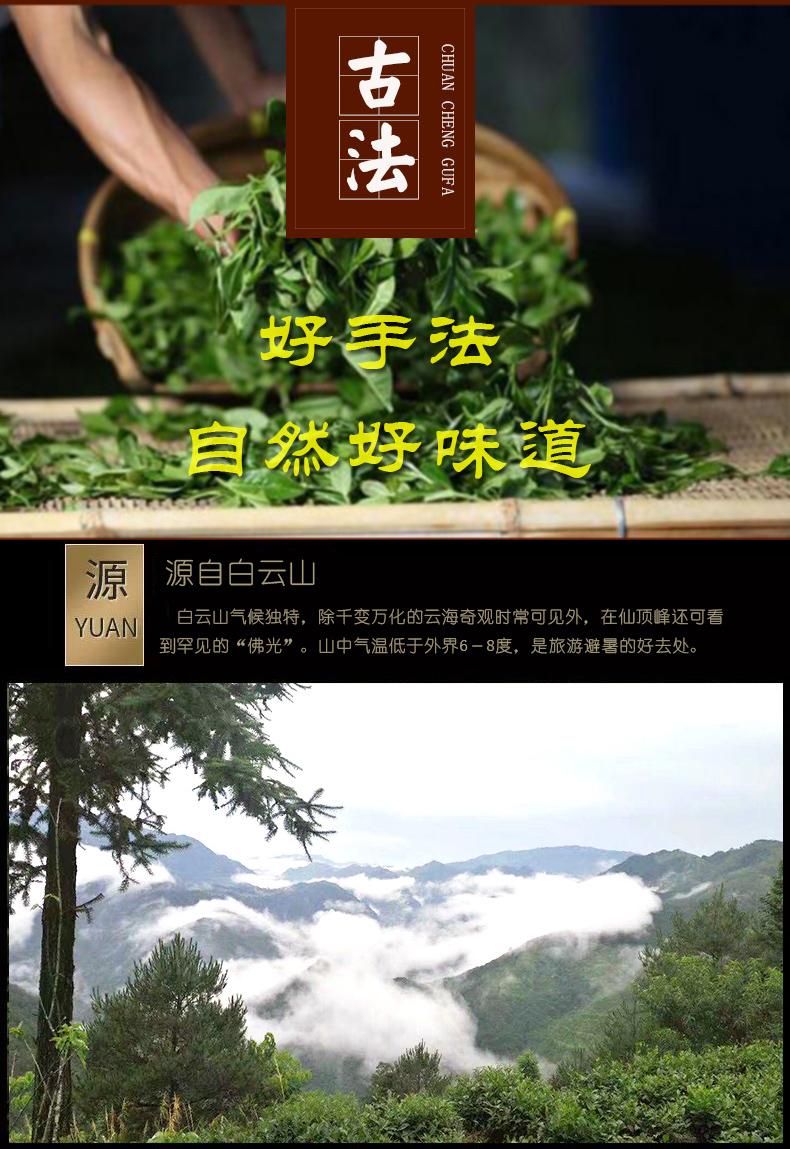 古法
CHUAN CHENG GUFA
好手法
自然好味道
源
YUAN
源自白云山
白云山气候独特，除千变万化的云海奇观时常可见外，在仙顶峰还可看
到罕见的“佛光”。山中气温低于外界6－8度，是旅游避暑的好去处。